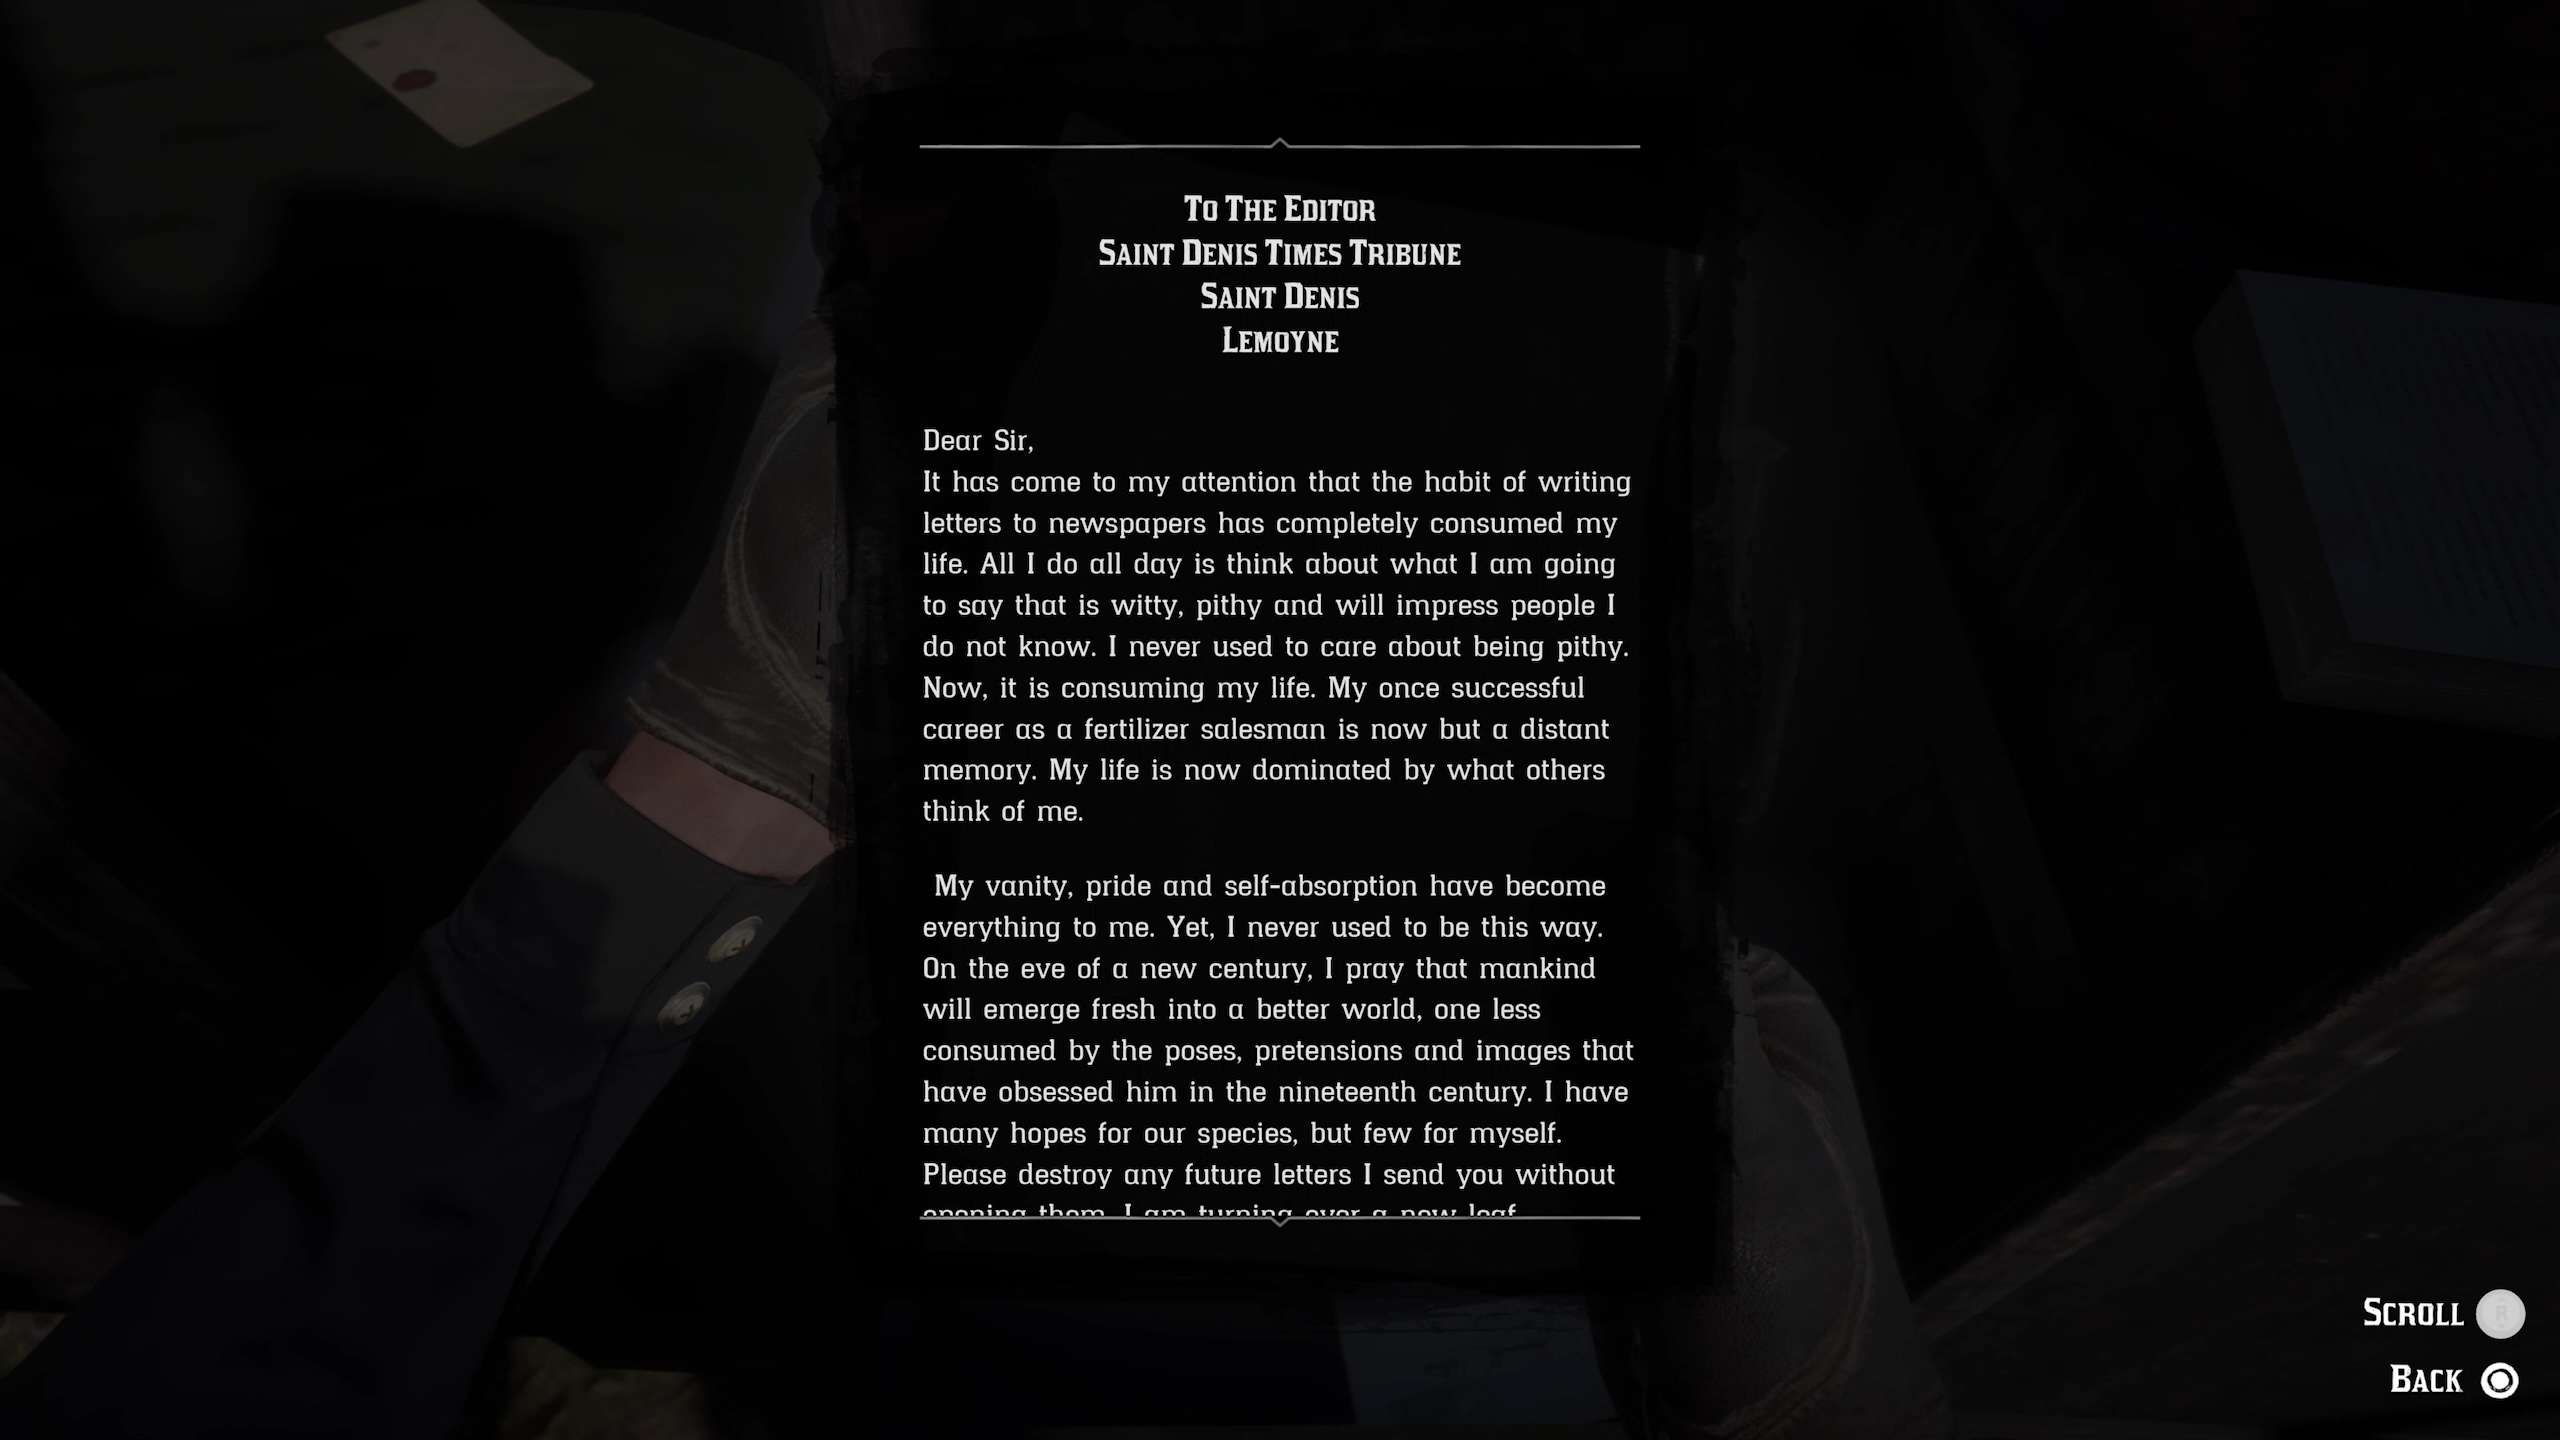 To The Editor
Saint Denis Times Tribune
Saint Denis
Lemoyne
Dear Sir,
It has come to my attention that the habit of writing
letters to newspapers has completely consumed my
life. All I do all day is think about what I am going
to say that is witty, pithy and will impress people I
do not know. I never used to care about being pithy.
Now, it is consuming my life. My once successful
career as a fertilizer salesman is now but a distant
memory. My life is now dominated by what others
think of me.
My vanity, pride and self-absorption have become
everything to me. Yet, I never used to be this way.
On the eve of a new century, I pray that mankind
will emerge fresh into a better world, one less
consumed by the poses, pretensions and images that
have obsessed him in the nineteenth century. I have
many hopes for our species, but few for myself.
Please destroy any future letters I send you without
opening them. I am turning over a new leaf.
Scroll R
Back